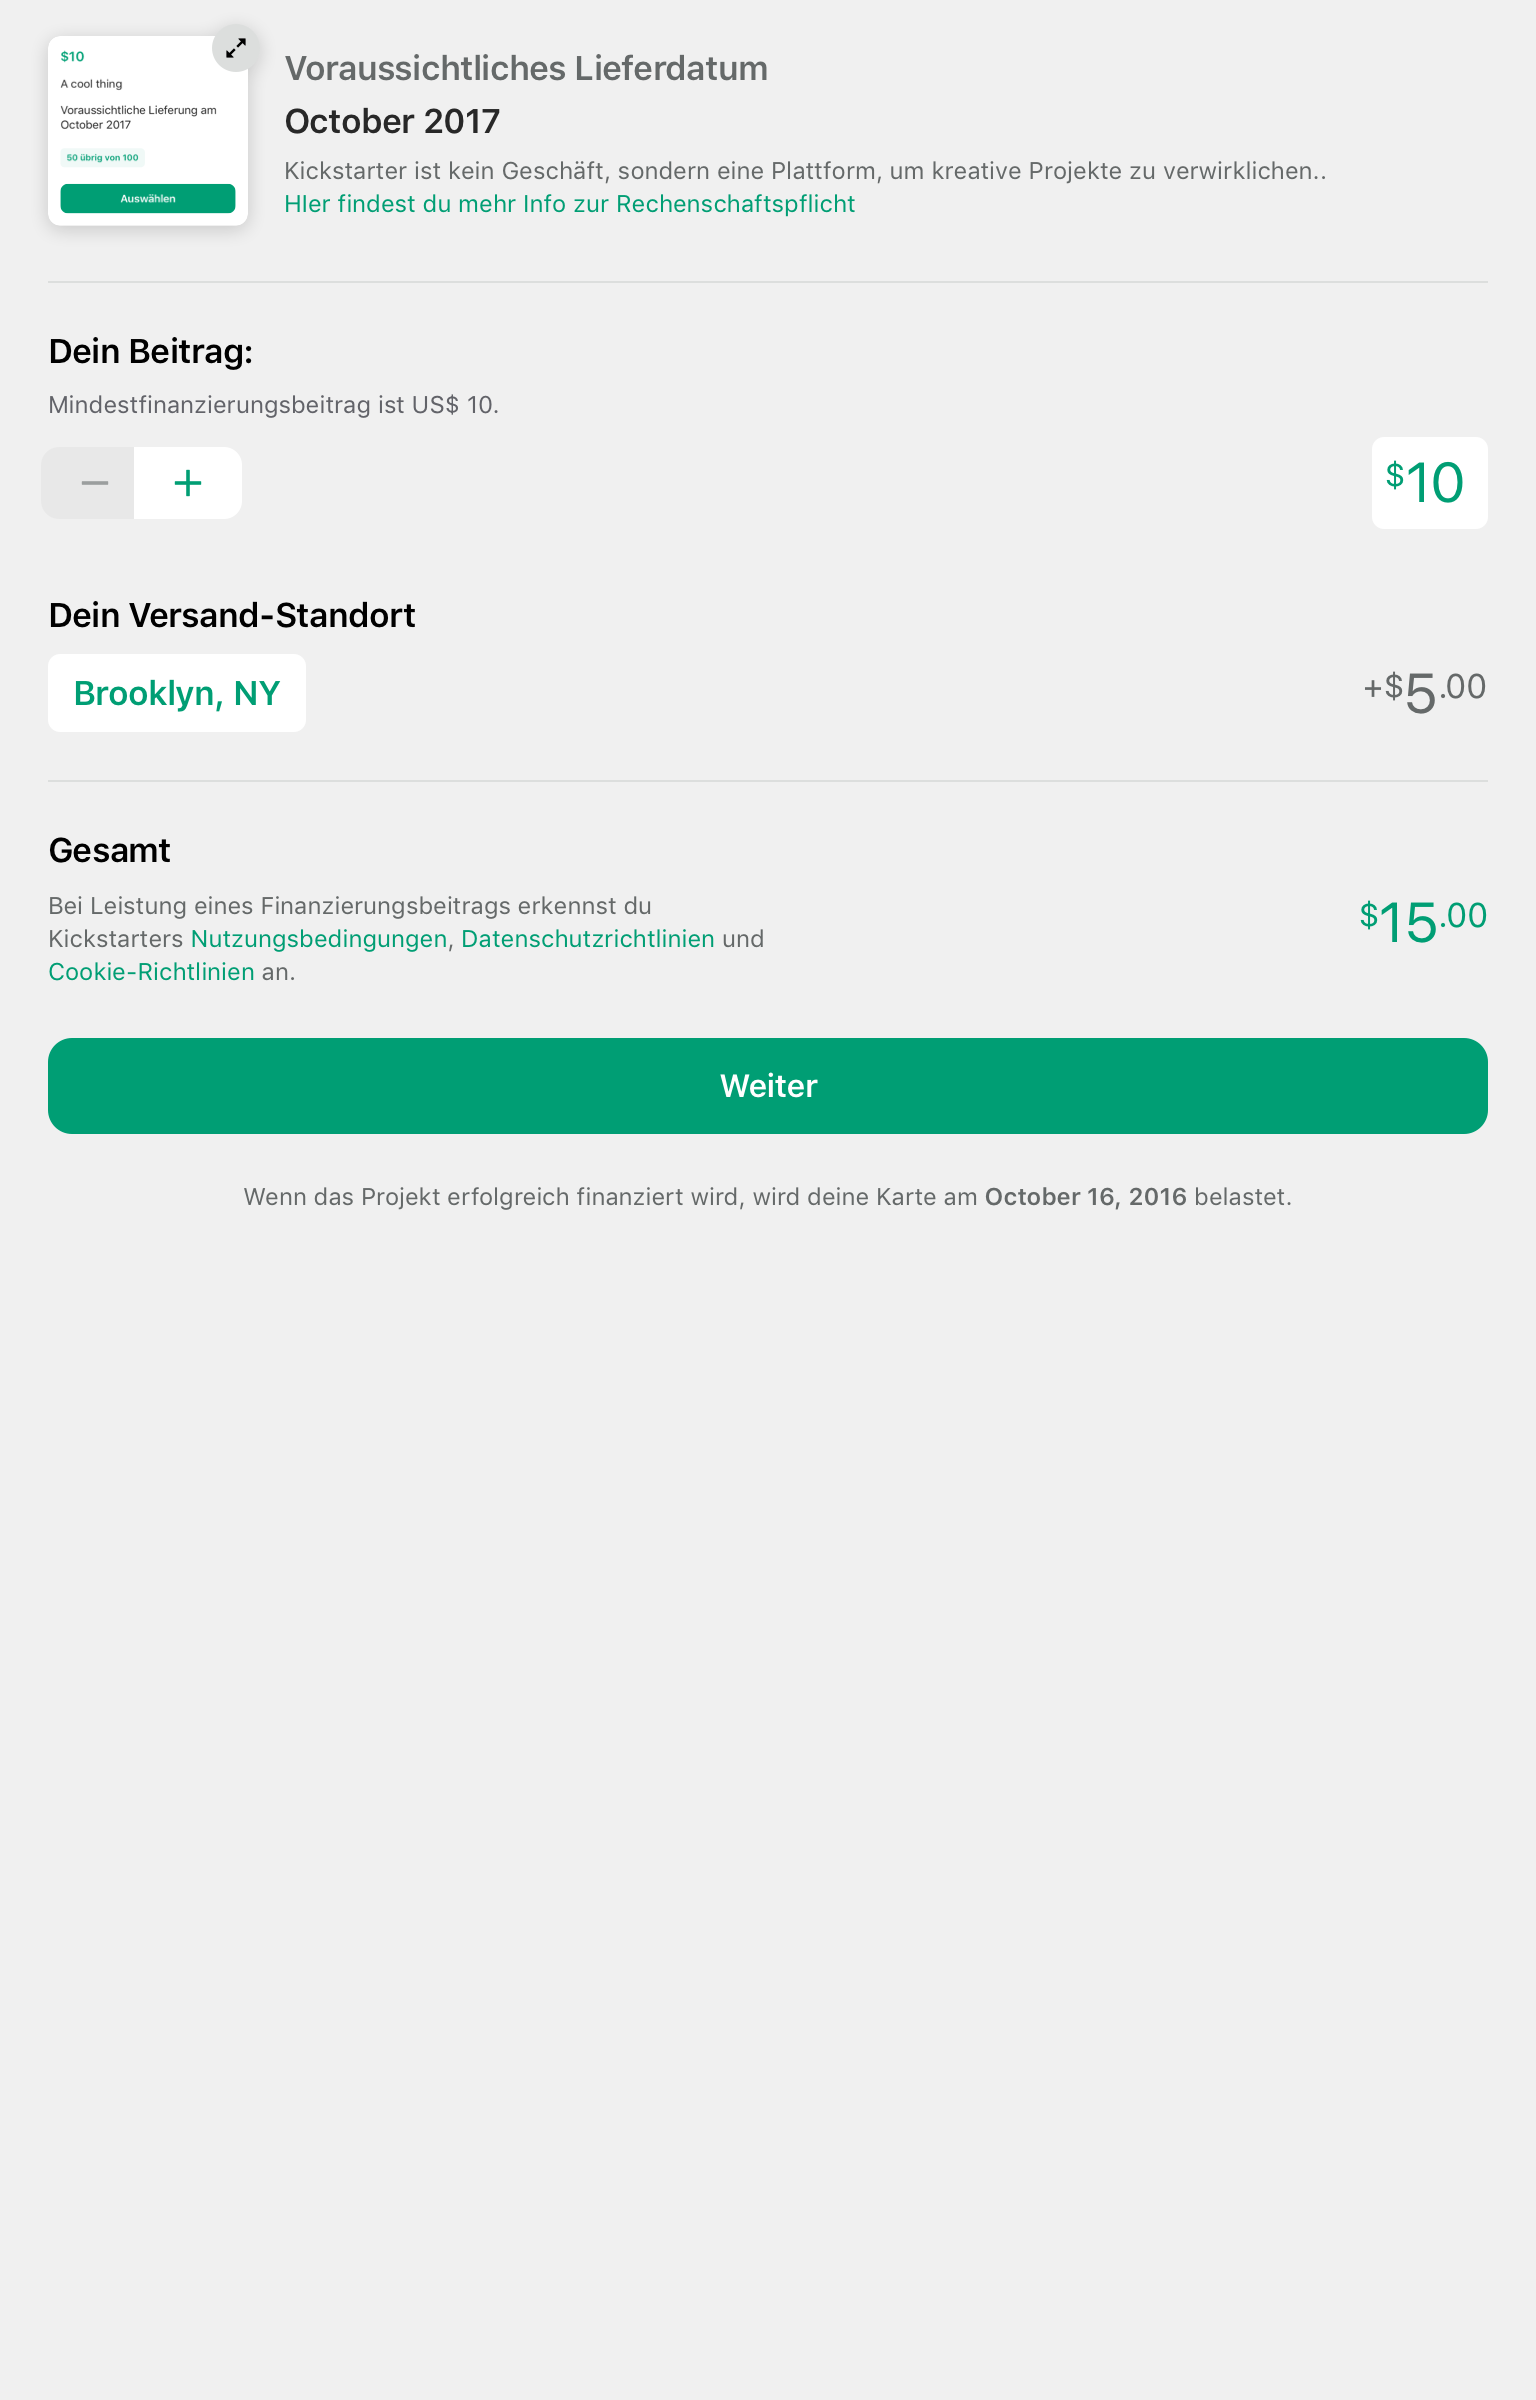 $10
A cool thing
Voraussichtliche Lieferung am
October 2017
50 übrig von 100
Auswählen
Voraussichtliches Lieferdatum
October 2017
Kickstarter ist kein Geschäft, sondern eine Plattform, um kreative Projekte zu verwirklichen..
HIer findest du mehr Info zur Rechenschaftspflicht
Dein Beitrag:
Mindestfinanzierungsbeitrag ist US$ 10.
$10
Dein Versand-Standort
Brooklyn, NY
+$5.00
Gesamt
Bei Leistung eines Finanzierungsbeitrags erkennst du
Kickstarters Nutzungsbedingungen, Datenschutzrichtlinien und
Cookie-Richtlinien an.
$15.00
Weiter
Wenn das Projekt erfolgreich finanziert wird, wird deine Karte am October 16, 2016 belastet.